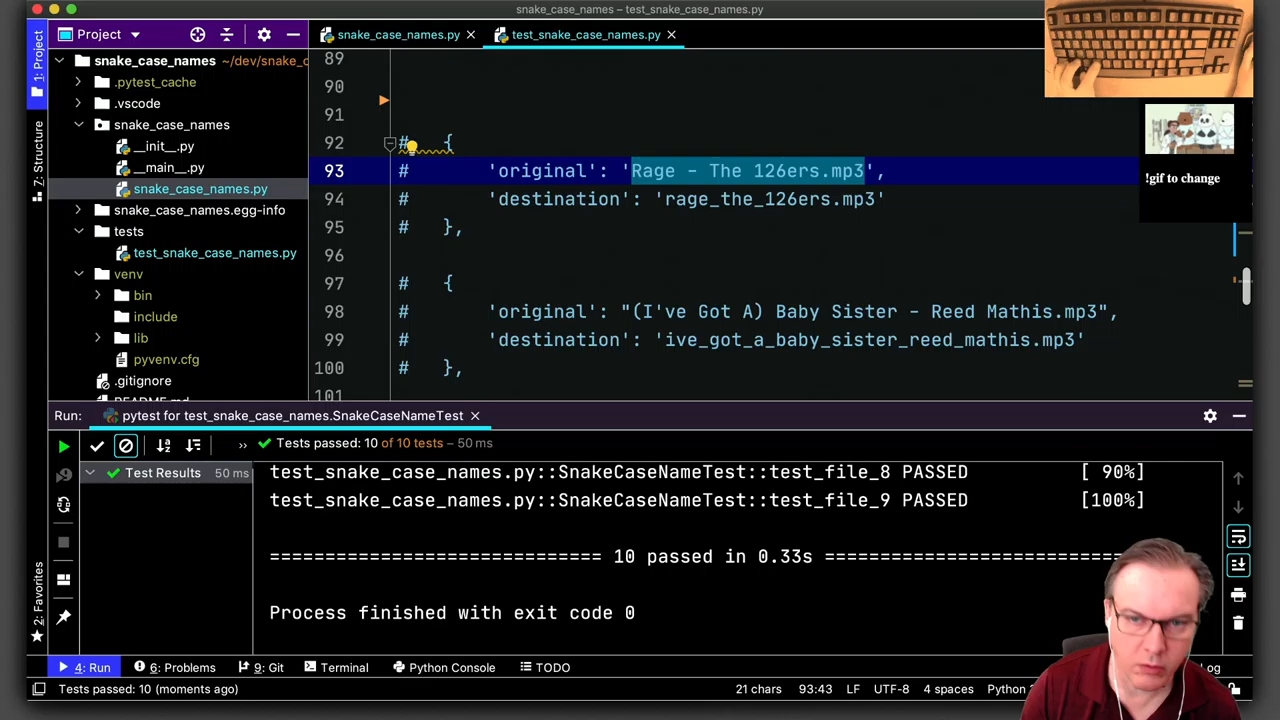 snake_case_names – test_snake_case_names.py
Project
snake_case_names.py
test_snake_case_names.py
1: Project
7: Structure
2: Favorites
snake_case_names ~/dev/snake_c
.pytest_cache
.vscode
snake_case_names
__init__.py
__main__.py
snake_case_names.py
snake_case_names.egg-info
tests
test_snake_case_names.py
venv
bin
include
lib
pyvenv.cfg
.gitignore
README.md
89
90
91
92 # {
93 # 'original': 'Rage - The 126ers.mp3',
94 # 'destination': 'rage_the_126ers.mp3'
95 # },
96
97 # {
98 # 'original': "(I've Got A) Baby Sister - Reed Mathis.mp3",
99 # 'destination': 'ive_got_a_baby_sister_reed_mathis.mp3'
100 # },
101
!gif to change
Run: pytest for test_snake_case_names.SnakeCaseNameTest
» Tests passed: 10 of 10 tests – 50 ms
Test Results 50 ms
test_snake_case_names.py::SnakeCaseNameTest::test_file_8 PASSED [ 90%]
test_snake_case_names.py::SnakeCaseNameTest::test_file_9 PASSED [100%]
============================= 10 passed in 0.33s ==========================
Process finished with exit code 0
4: Run
6: Problems
9: Git
Terminal
Python Console
TODO
Log
Tests passed: 10 (moments ago)
21 chars 93:43 LF UTF-8 4 spaces Python